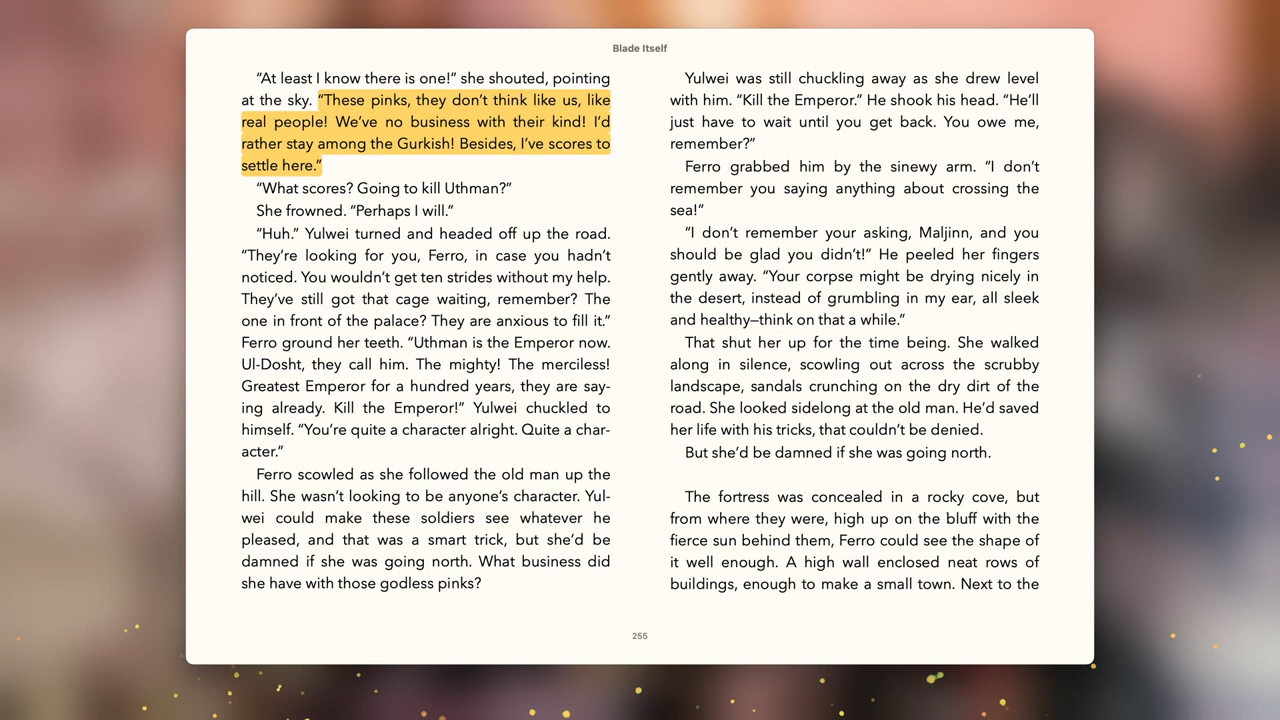 Blade Itself
“At least I know there is one!” she shouted, pointing
at the sky. “These pinks, they don’t think like us, like
real people! We’ve no business with their kind! I’d
rather stay among the Gurkish! Besides, I’ve scores to
settle here.”
“What scores? Going to kill Uthman?”
She frowned. “Perhaps I will.”
“Huh.” Yulwei turned and headed off up the road.
“They’re looking for you, Ferro, in case you hadn’t
noticed. You wouldn’t get ten strides without my help.
They’ve still got that cage waiting, remember? The
one in front of the palace? They are anxious to fill it.”
Ferro ground her teeth. “Uthman is the Emperor now.
Ul-Dosht, they call him. The mighty! The merciless!
Greatest Emperor for a hundred years, they are say-
ing already. Kill the Emperor!” Yulwei chuckled to
himself. “You’re quite a character alright. Quite a char-
acter.”
Ferro scowled as she followed the old man up the
hill. She wasn’t looking to be anyone’s character. Yul-
wei could make these soldiers see whatever he
pleased, and that was a smart trick, but she’d be
damned if she was going north. What business did
she have with those godless pinks?
Yulwei was still chuckling away as she drew level
with him. “Kill the Emperor.” He shook his head. “He’ll
just have to wait until you get back. You owe me,
remember?”
Ferro grabbed him by the sinewy arm. “I don’t
remember you saying anything about crossing the
sea!”
“I don’t remember your asking, Maljinn, and you
should be glad you didn’t!” He peeled her fingers
gently away. “Your corpse might be drying nicely in
the desert, instead of grumbling in my ear, all sleek
and healthy—think on that a while.”
That shut her up for the time being. She walked
along in silence, scowling out across the scrubby
landscape, sandals crunching on the dry dirt of the
road. She looked sidelong at the old man. He’d saved
her life with his tricks, that couldn’t be denied.
But she’d be damned if she was going north.
The fortress was concealed in a rocky cove, but
from where they were, high up on the bluff with the
fierce sun behind them, Ferro could see the shape of
it well enough. A high wall enclosed neat rows of
buildings, enough to make a small town. Next to the
255